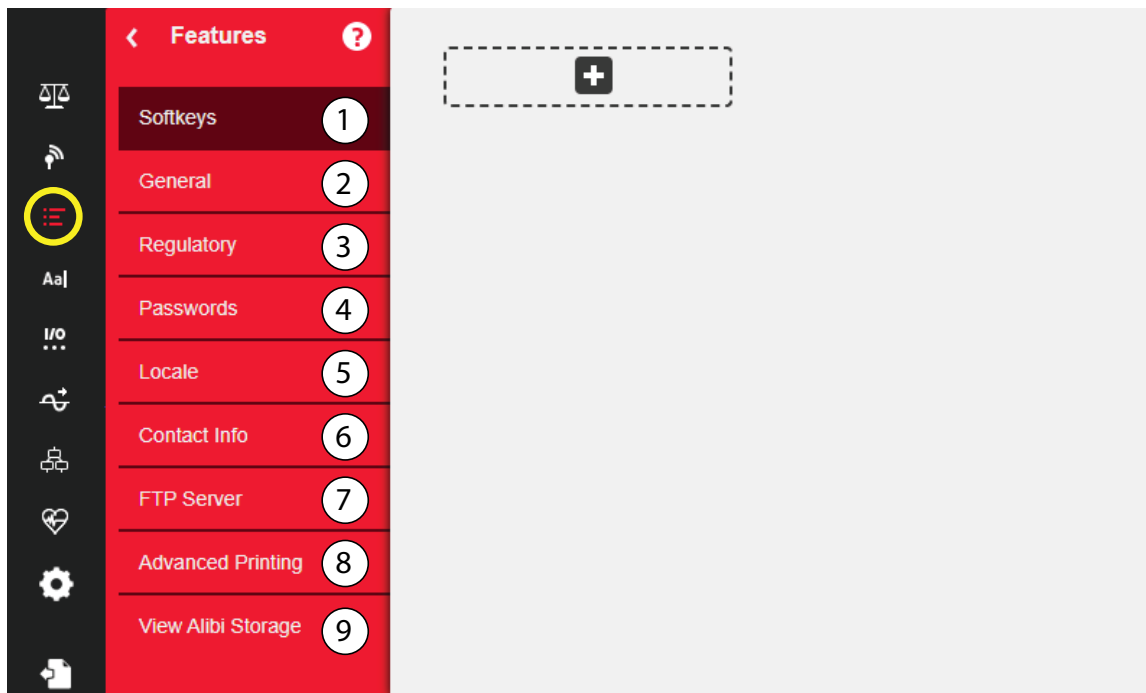 Features ?
Softkeys 1
General 2
Regulatory 3
Aa
Passwords 4
I/O
Locale 5
Contact Info 6
FTP Server 7
Advanced Printing 8
View Alibi Storage 9